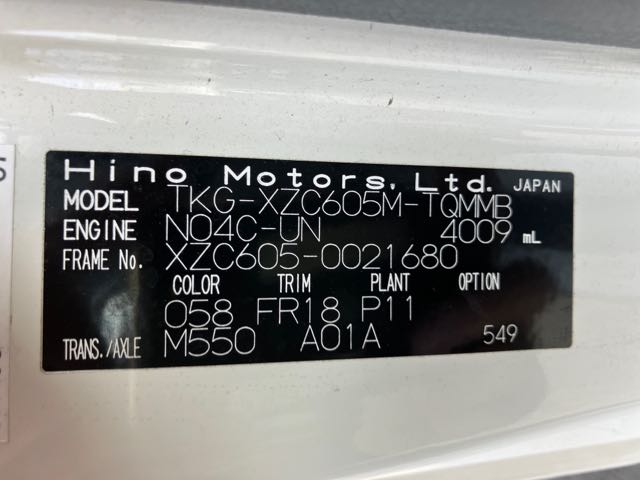 Hino Motors, Ltd. JAPAN
MODEL TKG-XZC605M-TQMMB
ENGINE N04C-UN 4009 mL
FRAME No. XZC605-0021680
COLOR TRIM PLANT OPTION
058 FR18 P11
TRANS./AXLE M550 A01A 549